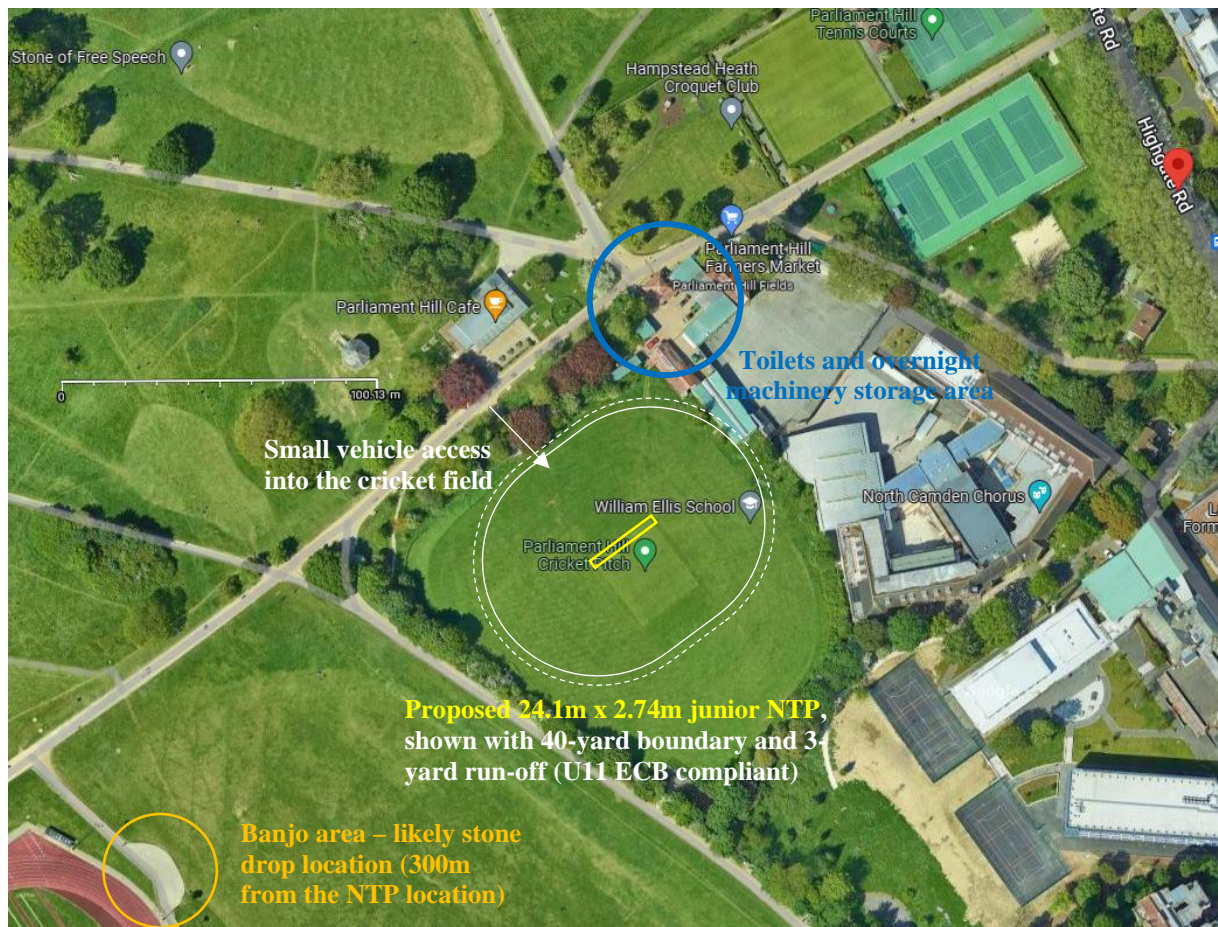 Parliament Hill
Tennis Courts
Stone of Free Speech
Hampstead Heath
Croquet Club
Highgate Rd
Highgate Rd
Parliament Hill
Farmers Market
Parliament Hill Fields
Parliament Hill Cafe
Toilets and overnight
machinery storage area
0
100.13 m
Small vehicle access
into the cricket field
William Ellis School
North Camden Chorus
Parliament Hill
Cricket Pitch
Proposed 24.1m x 2.74m junior NTP,
shown with 40-yard boundary and 3-
yard run-off (U11 ECB compliant)
Banjo area – likely stone
drop location (300m
from the NTP location)